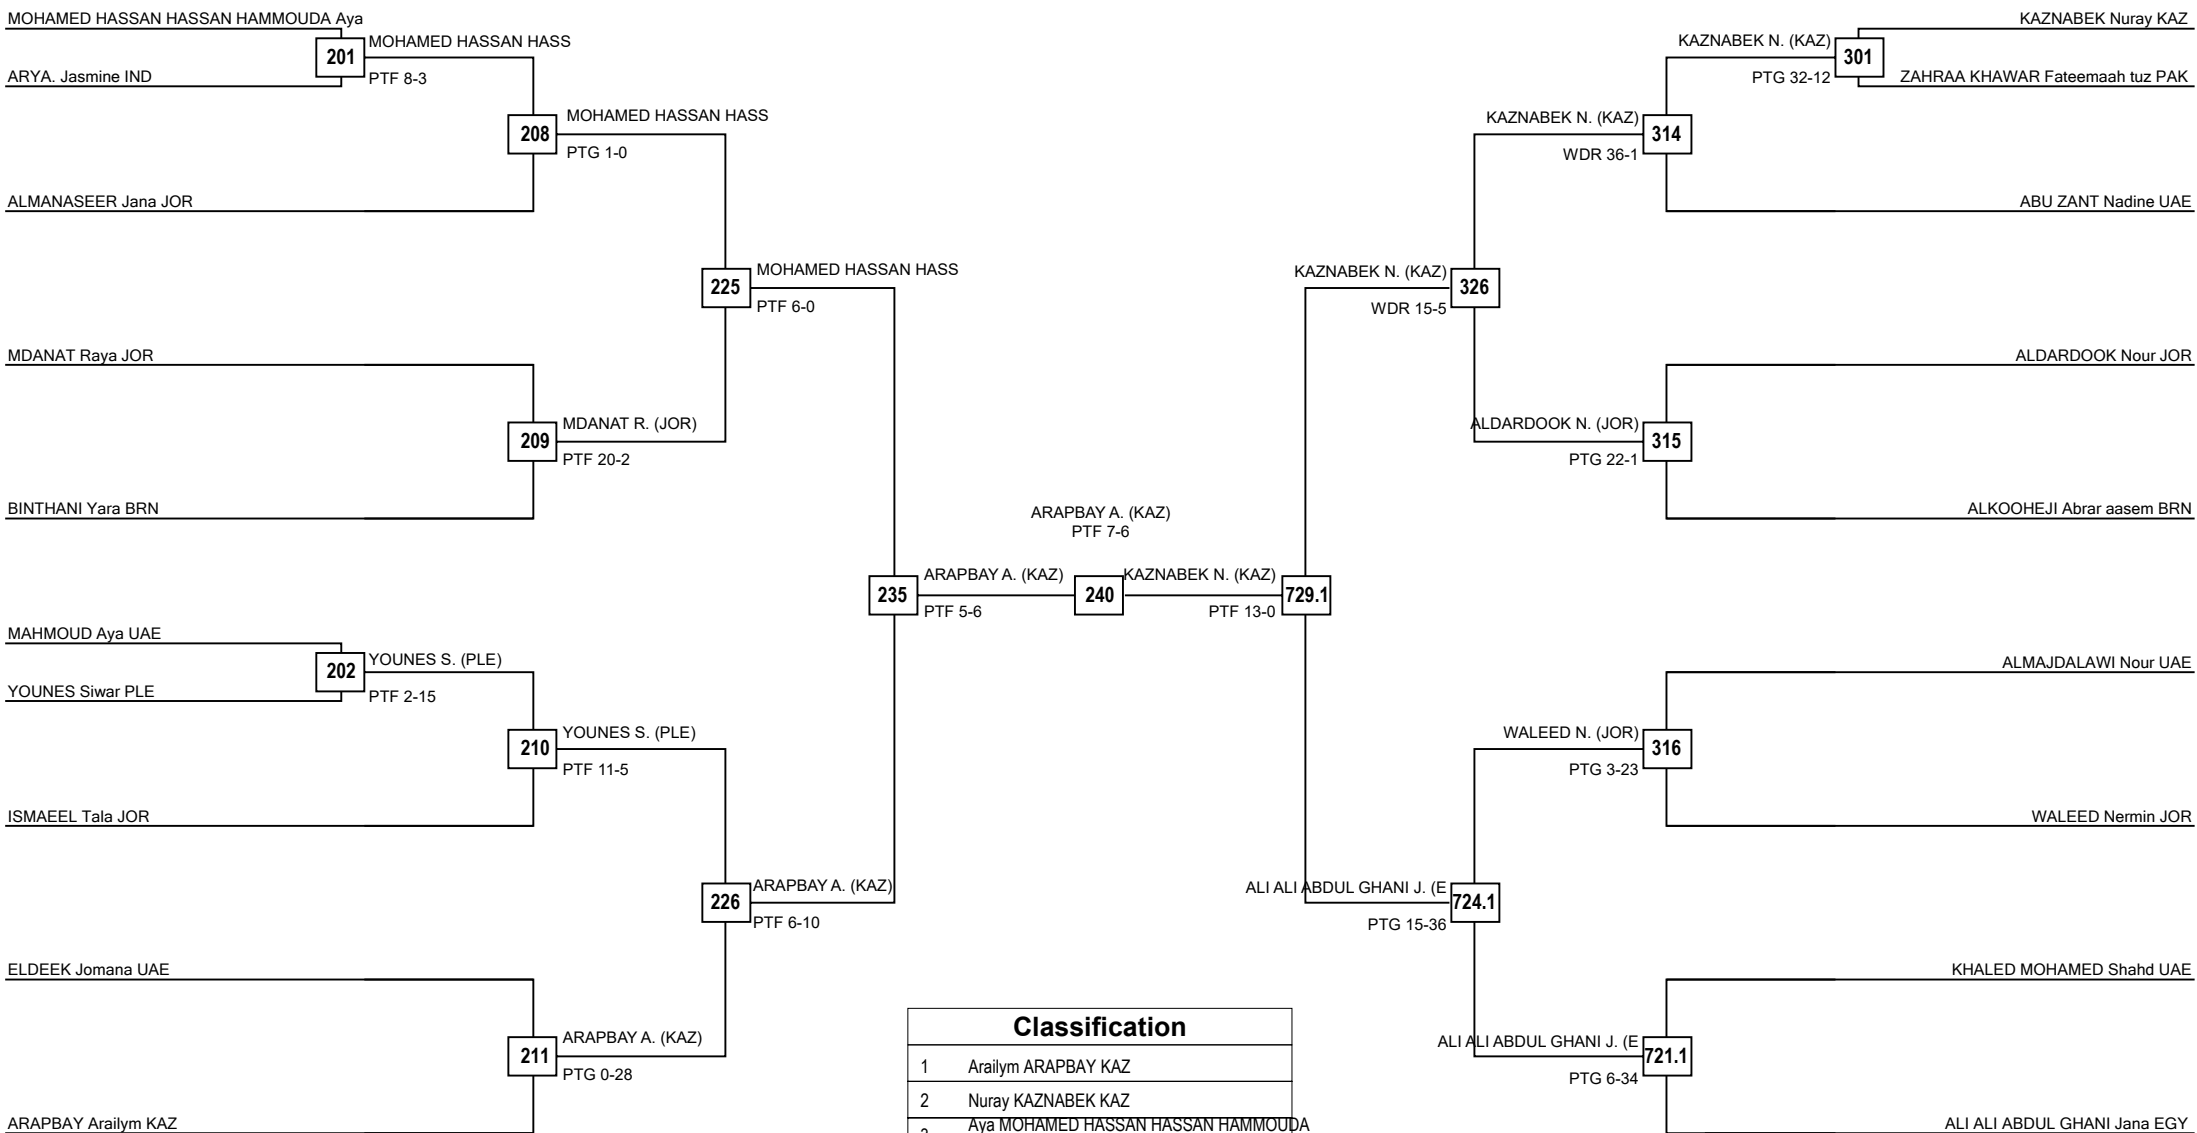 MOHAMED HASSAN HASSAN HAMMOUDA Aya
201
MOHAMED HASSAN HASS
PTF 8-3
ARYA. Jasmine IND
208
MOHAMED HASSAN HASS
PTG 1-0
ALMANASEER Jana JOR
225
MOHAMED HASSAN HASS
PTF 6-0
MDANAT Raya JOR
209
MDANAT R. (JOR)
PTF 20-2
BINTHANI Yara BRN
235
ARAPBAY A. (KAZ)
PTF 5-6
MAHMOUD Aya UAE
202
YOUNES S. (PLE)
PTF 2-15
YOUNES Siwar PLE
210
YOUNES S. (PLE)
PTF 11-5
ISMAEEL Tala JOR
226
ARAPBAY A. (KAZ)
PTF 6-10
ELDEEK Jomana UAE
211
ARAPBAY A. (KAZ)
PTG 0-28
ARAPBAY Arailym KAZ
ARAPBAY A. (KAZ)
PTF 7-6
240
KAZNABEK N. (KAZ)
PTF 13-0
729.1
KAZNABEK Nuray KAZ
KAZNABEK N. (KAZ)
301
PTG 32-12
ZAHRAA KHAWAR Fateemaah tuz PAK
KAZNABEK N. (KAZ)
314
WDR 36-1
ABU ZANT Nadine UAE
KAZNABEK N. (KAZ)
326
WDR 15-5
ALDARDOOK Nour JOR
ALDARDOOK N. (JOR)
315
PTG 22-1
ALKOOHEJI Abrar aasem BRN
ALMAJDALAWI Nour UAE
WALEED N. (JOR)
316
PTG 3-23
WALEED Nermin JOR
ALI ALI ABDUL GHANI J. (E
724.1
PTG 15-36
KHALED MOHAMED Shahd UAE
ALI ALI ABDUL GHANI J. (E
721.1
PTG 6-34
ALI ALI ABDUL GHANI Jana EGY
Classification
1 Arailym ARAPBAY KAZ
2 Nuray KAZNABEK KAZ
Aya MOHAMED HASSAN HASSAN HAMMOUDA